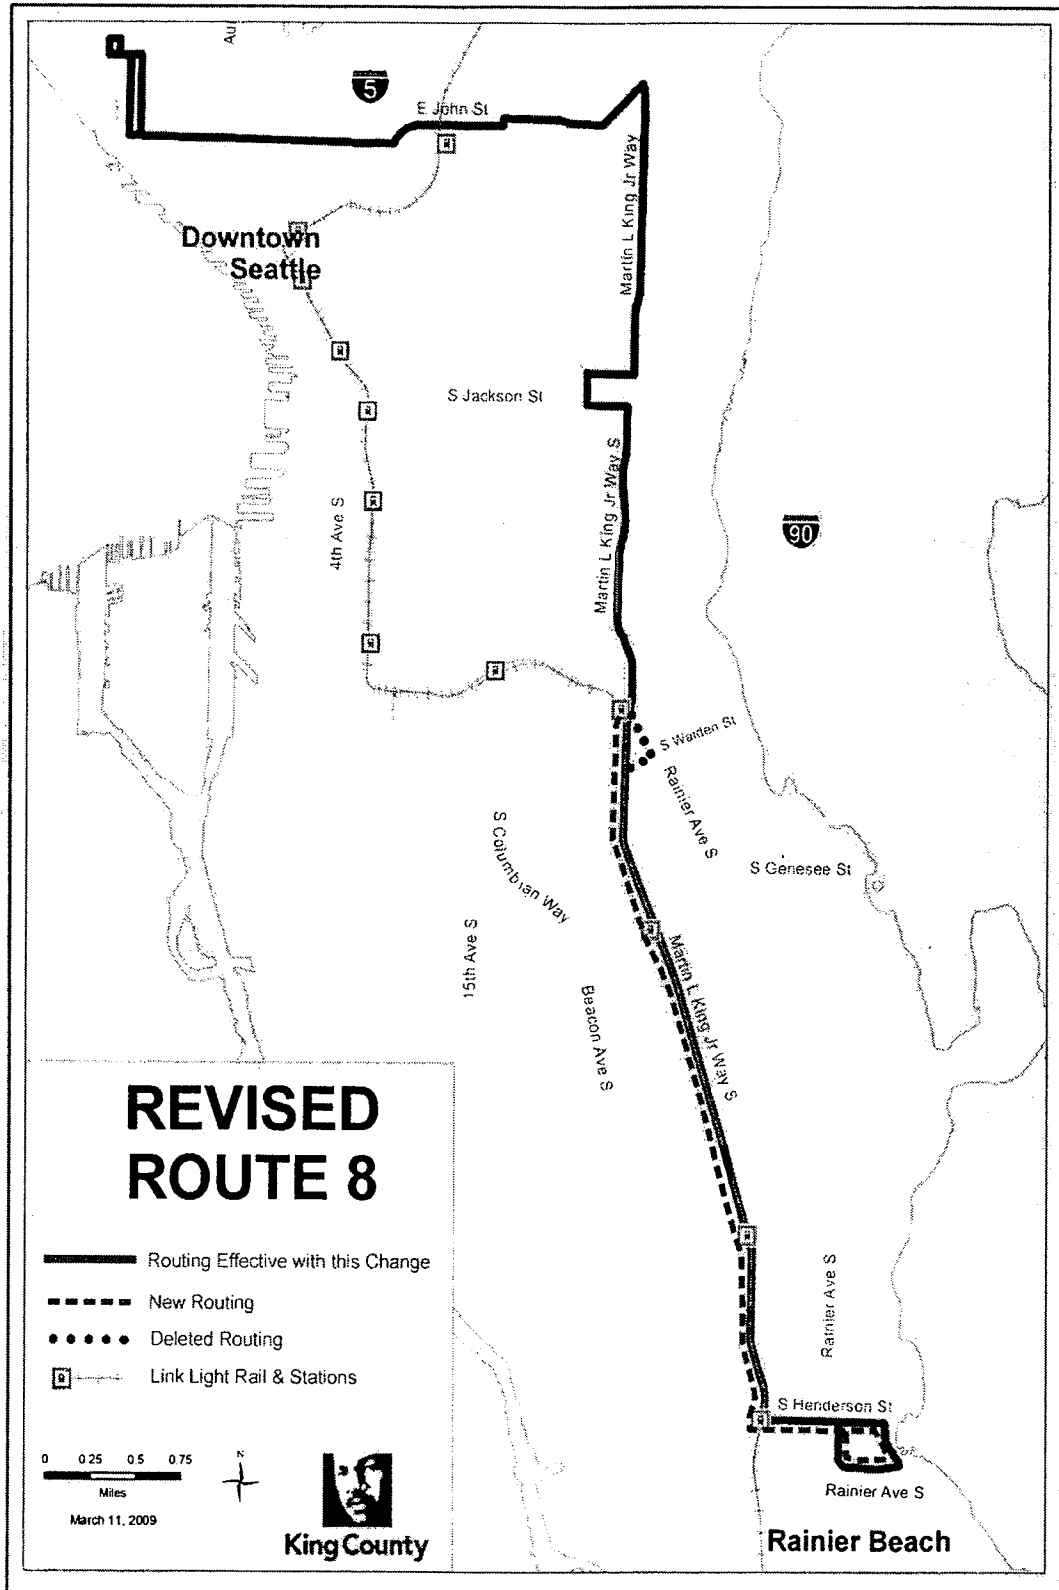 Au
5
E John St
Martin L King Jr Way
Downtown
Seattle
S Jackson St
Martin L King Jr Way S
4th Ave S
90
S Walden St
Rainier Ave S
S Genesee St
S Columbian Way
15th Ave S
Beacon Ave S
Martin L King Jr Way S
REVISED
ROUTE 8
Routing Effective with this Change
New Routing
Deleted Routing
Link Light Rail & Stations
Rainier Ave S
S Henderson St
0 0.25 0.5 0.75
Miles
N
March 11, 2009
King County
Rainier Ave S
Rainier Beach